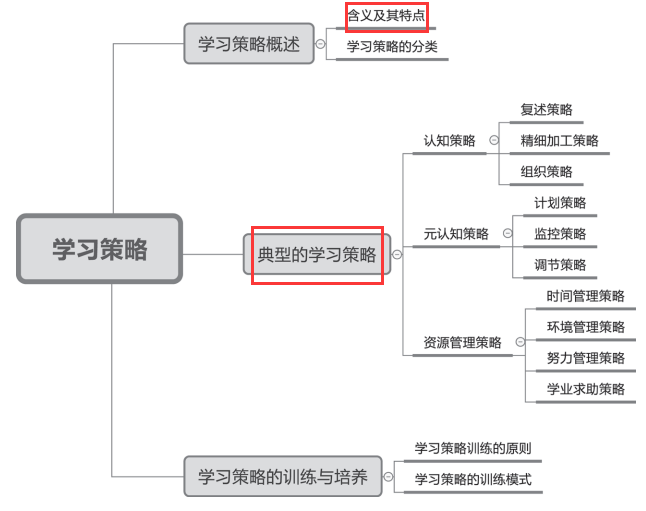 学习策略
学习策略概述
含义及其特点
学习策略的分类
典型的学习策略
认知策略
复述策略
精细加工策略
组织策略
元认知策略
计划策略
监控策略
调节策略
资源管理策略
时间管理策略
环境管理策略
努力管理策略
学业求助策略
学习策略的训练与培养
学习策略训练的原则
学习策略的训练模式